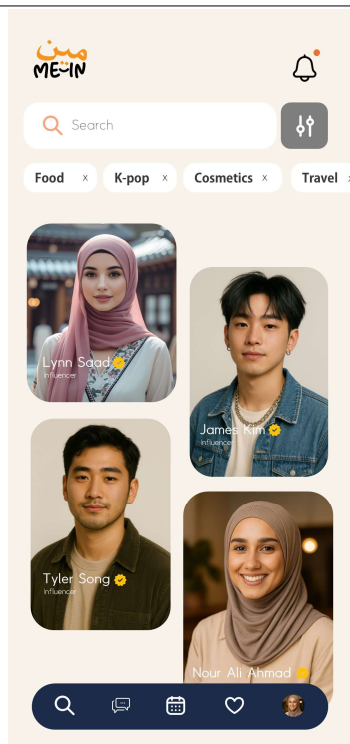 مين
ME-IN
Search
Food x K-pop x Cosmetics x Travel x
Lynn Saad
Influencer
James Kim
Influencer
Tyler Song
Influencer
Nour Ali Ahmad